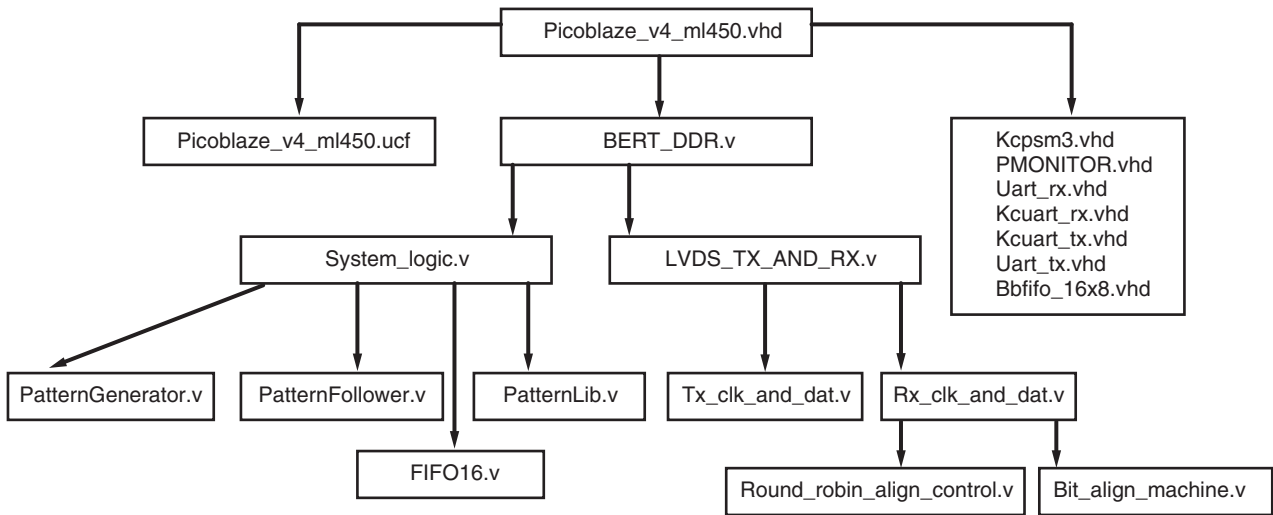 Picoblaze_v4_ml450.vhd
Picoblaze_v4_ml450.ucf
BERT_DDR.v
Kcpsm3.vhd
PMONITOR.vhd
Uart_rx.vhd
Kcuart_rx.vhd
Kcuart_tx.vhd
Uart_tx.vhd
Bbfifo_16x8.vhd
System_logic.v
LVDS_TX_AND_RX.v
PatternGenerator.v
PatternFollower.v
PatternLib.v
Tx_clk_and_dat.v
Rx_clk_and_dat.v
FIFO16.v
Round_robin_align_control.v
Bit_align_machine.v